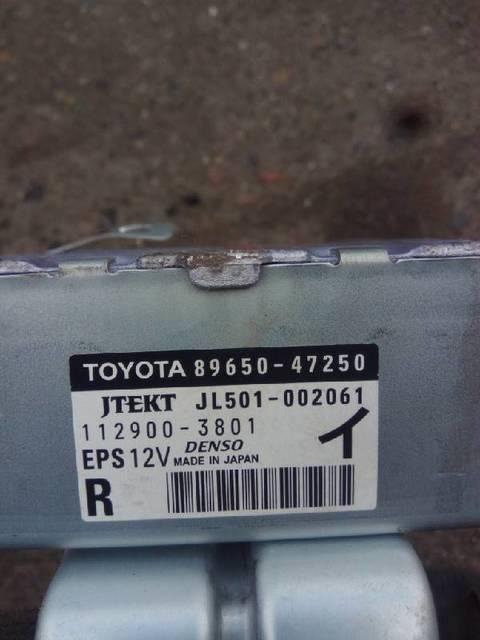 TOYOTA 89650-47250
JTEKT JL501-002061
112900-3801 DENSO イ
EPS 12V MADE IN JAPAN
R